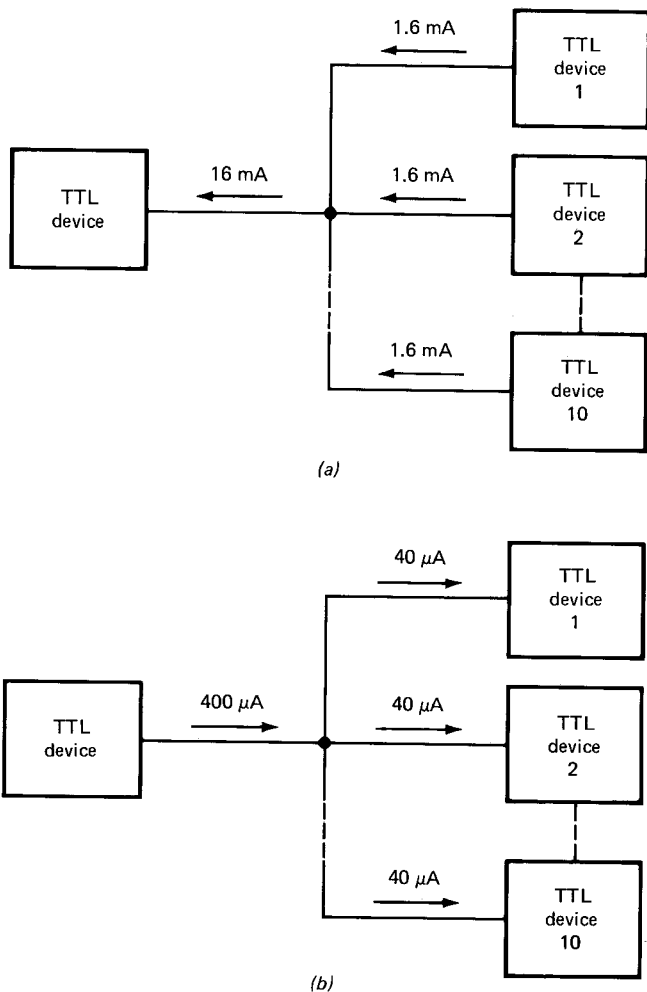 1.6 mA
TTL
device
1
16 mA
TTL
device
1.6 mA
TTL
device
2
1.6 mA
TTL
device
10
(a)
40 μA
TTL
device
1
400 μA
TTL
device
40 μA
TTL
device
2
40 μA
TTL
device
10
(b)